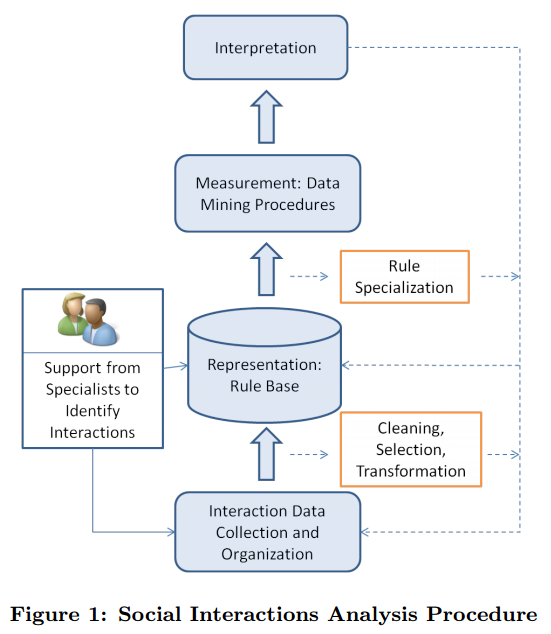 Interpretation
Measurement: Data
Mining Procedures
Rule
Specialization
Support from
Specialists to
Identify
Interactions
Representation:
Rule Base
Cleaning,
Selection,
Transformation
Interaction Data
Collection and
Organization
Figure 1: Social Interactions Analysis Procedure